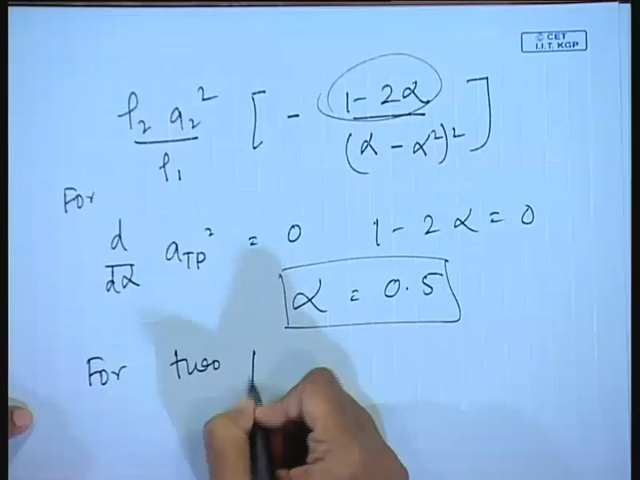 © CET
I.I.T. KGP
ρ₂ a₂² / ρ₁ [ - (1 - 2α) / (α - α²)² ]
For
d/dα a_TP² = 0    1 - 2α = 0
α = 0.5
For two